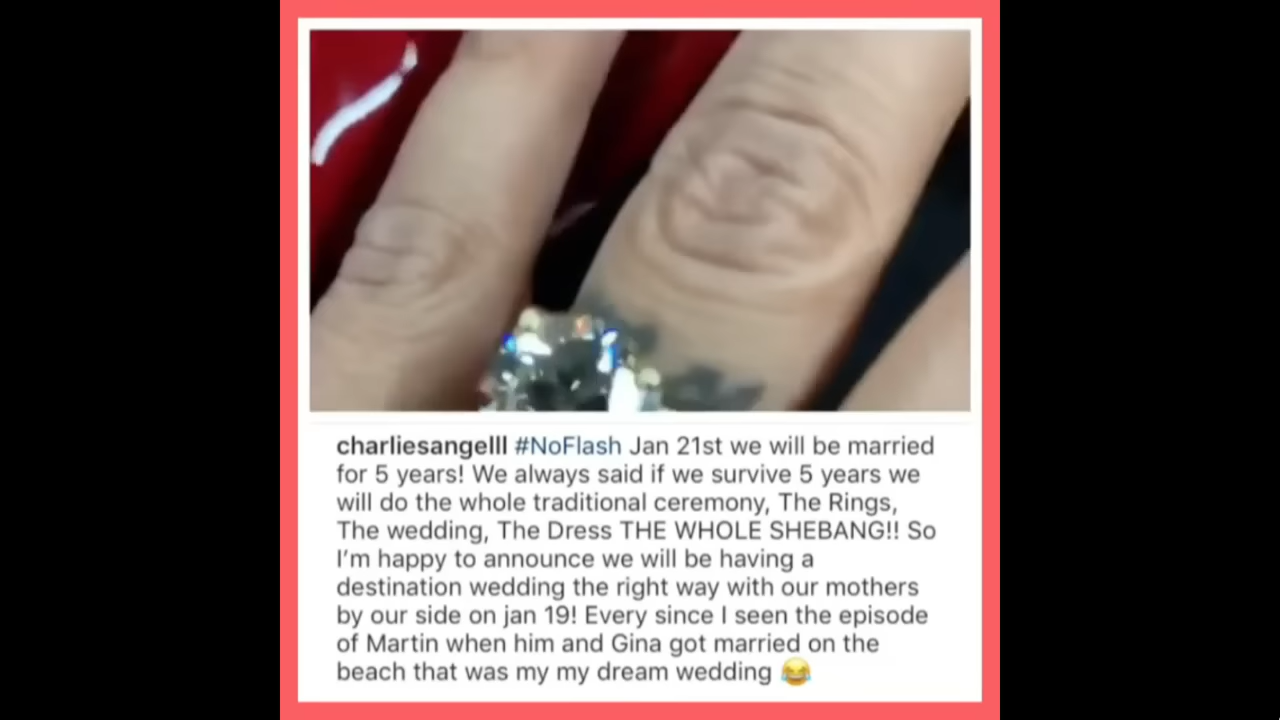 charliesangelll #NoFlash Jan 21st we will be married
for 5 years! We always said if we survive 5 years we
will do the whole traditional ceremony, The Rings,
The wedding, The Dress THE WHOLE SHEBANG!! So
I’m happy to announce we will be having a
destination wedding the right way with our mothers
by our side on jan 19! Every since I seen the episode
of Martin when him and Gina got married on the
beach that was my my dream wedding 😂